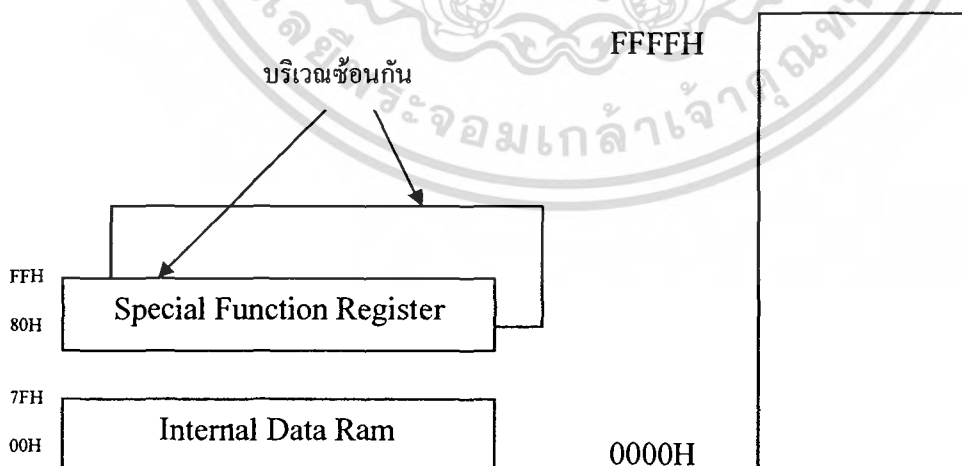 FFFFH
บริเวณซ้อนกัน
FFH
Special Function Register
80H
7FH
Internal Data Ram
00H
0000H